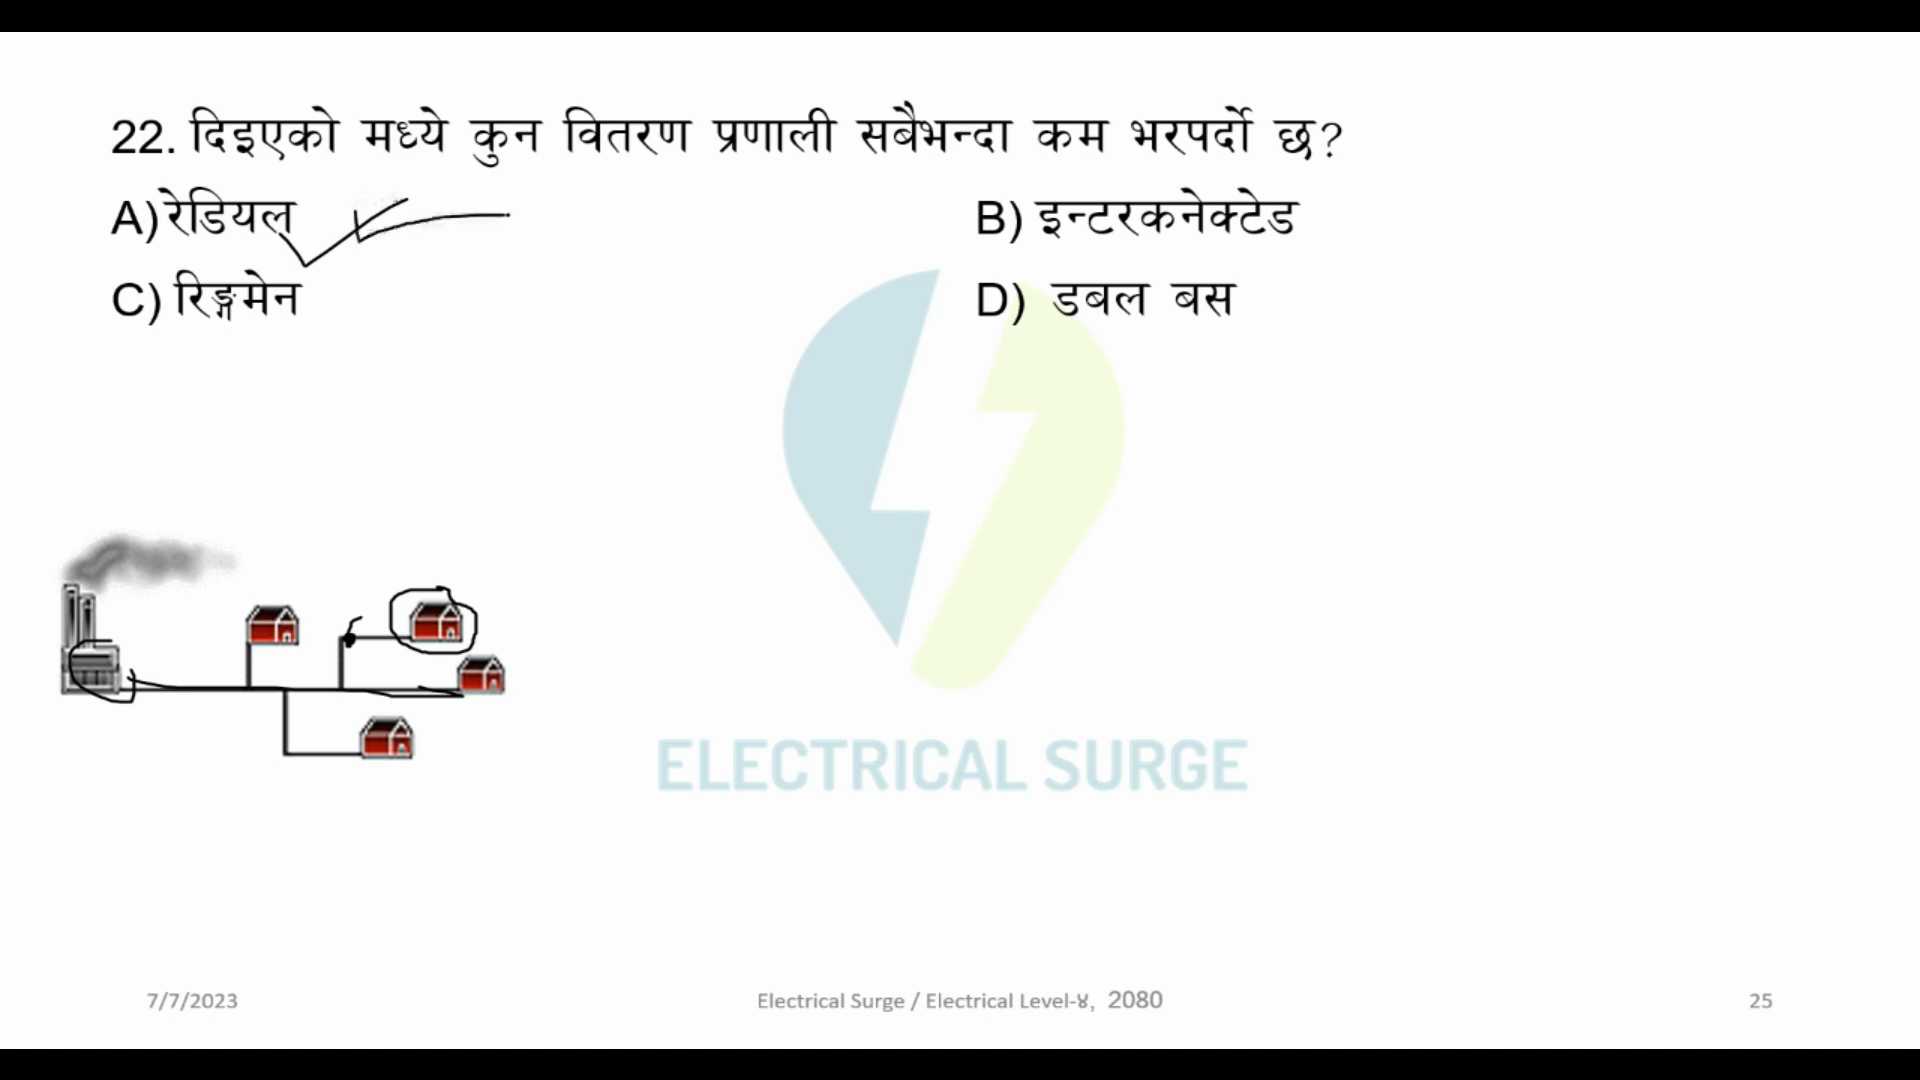 22. दिइएको मध्ये कुन वितरण प्रणाली सबैभन्दा कम भरपर्दो छ?
A) रेडियल् B) इन्टरकनेक्टेड
C) रिङ्गमेन D) डबल बस
ELECTRICAL SURGE
7/7/2023 Electrical Surge / Electrical Level-४, 2080 25